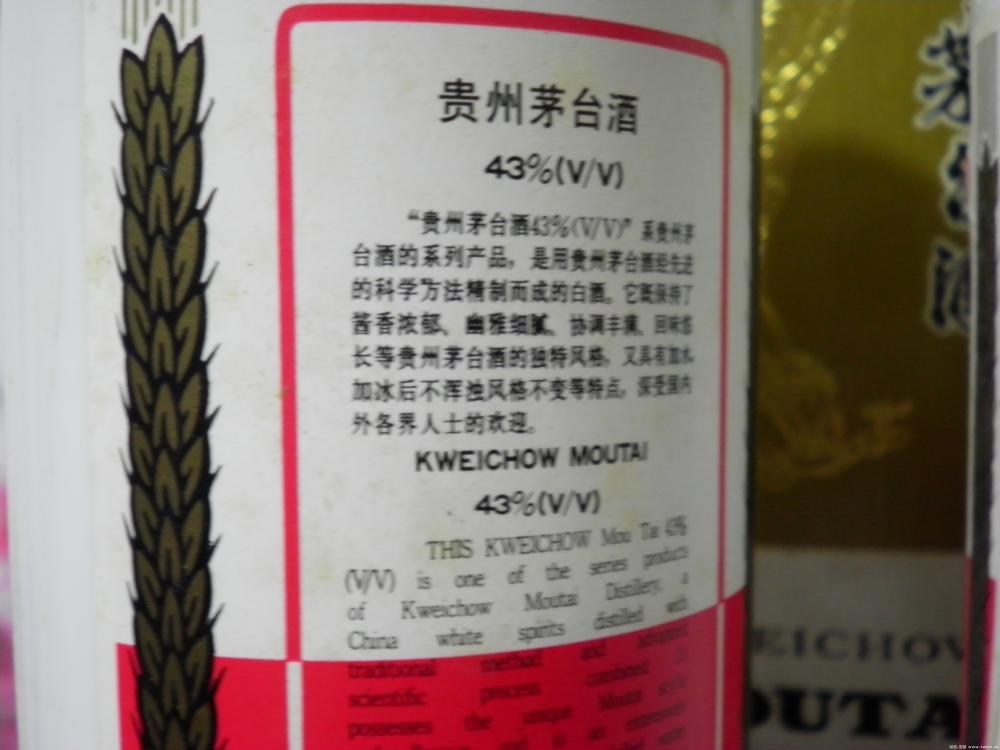 贵州茅台酒
43%(V/V)
“贵州茅台酒43%(V/V)”系贵州茅
台酒的系列产品，是用贵州茅台酒经先进
的科学方法精制而成的白酒。它既保持了
酱香浓郁、幽雅细腻、协调丰满、回味悠
长等贵州茅台酒的独特风格，又具有加水、
加冰后不浑浊风格不变等特点，深受国内
外各界人士的欢迎。
KWEICHOW MOUTAI
43%(V/V)
THIS KWEICHOW Mou Tai 43%
(V/V) is one of the series products
of Kweichow Moutai Distillery, a
China white spirits distilled with
traditional method and advanced
scientific process combined. It
possesses the unique Moutai style
茅台酒
EICHOW
OUTA